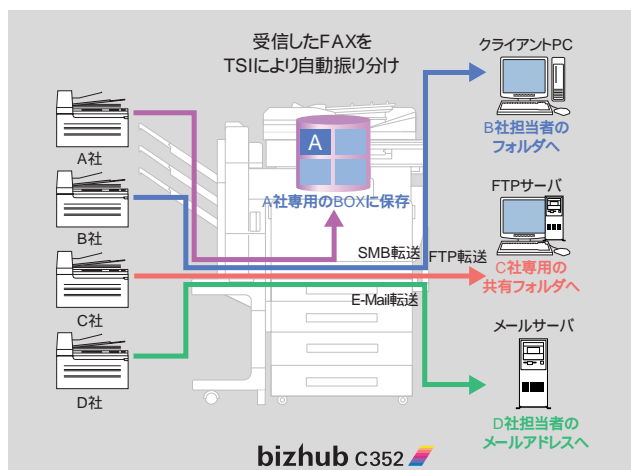 受信したFAXを
TSIにより自動振り分け
A社
B社
C社
D社
A
A社専用のBOXに保存
SMB転送
FTP転送
E-Mail転送
クライアントPC
B社担当者の
フォルダへ
FTPサーバ
C社専用の
共有フォルダへ
メールサーバ
D社担当者の
メールアドレスへ
bizhub C352